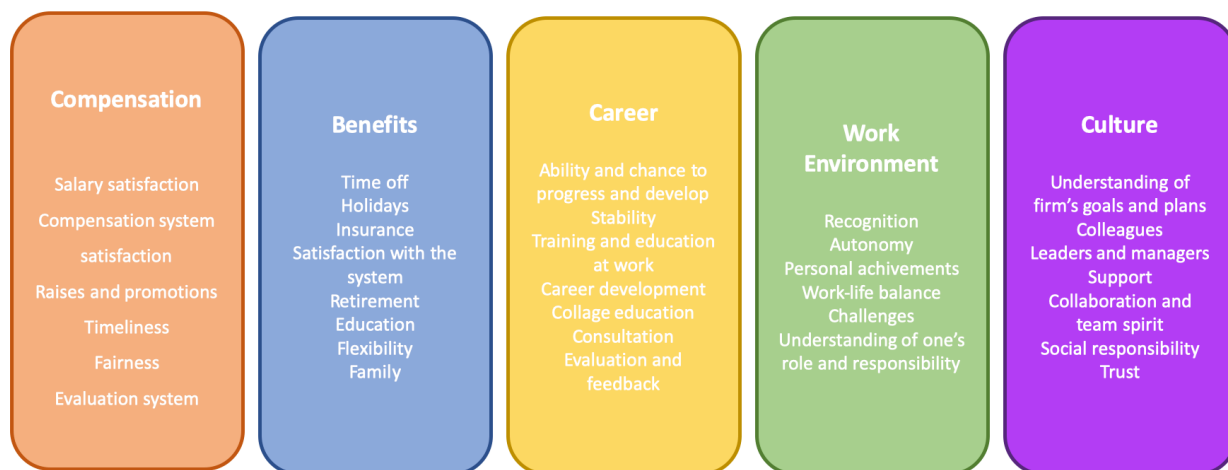 Compensation
Salary satisfaction
Compensation system
satisfaction
Raises and promotions
Timeliness
Fairness
Evaluation system
Benefits
Time off
Holidays
Insurance
Satisfaction with the
system
Retirement
Education
Flexibility
Family
Career
Ability and chance to
progress and develop
Stability
Training and education
at work
Career development
Collage education
Consultation
Evaluation and
feedback
Work
Environment
Recognition
Autonomy
Personal achivements
Work-life balance
Challenges
Understanding of one's
role and responsibility
Culture
Understanding of
firm's goals and plans
Colleagues
Leaders and managers
Support
Collaboration and
team spirit
Social responsibility
Trust